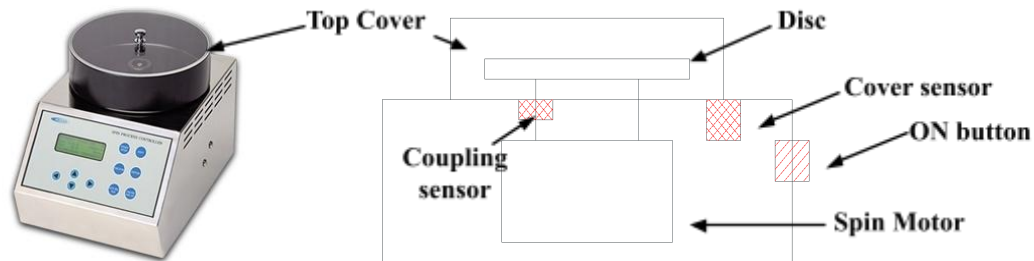 Top Cover
Disc
Cover sensor
ON button
Coupling
sensor
Spin Motor